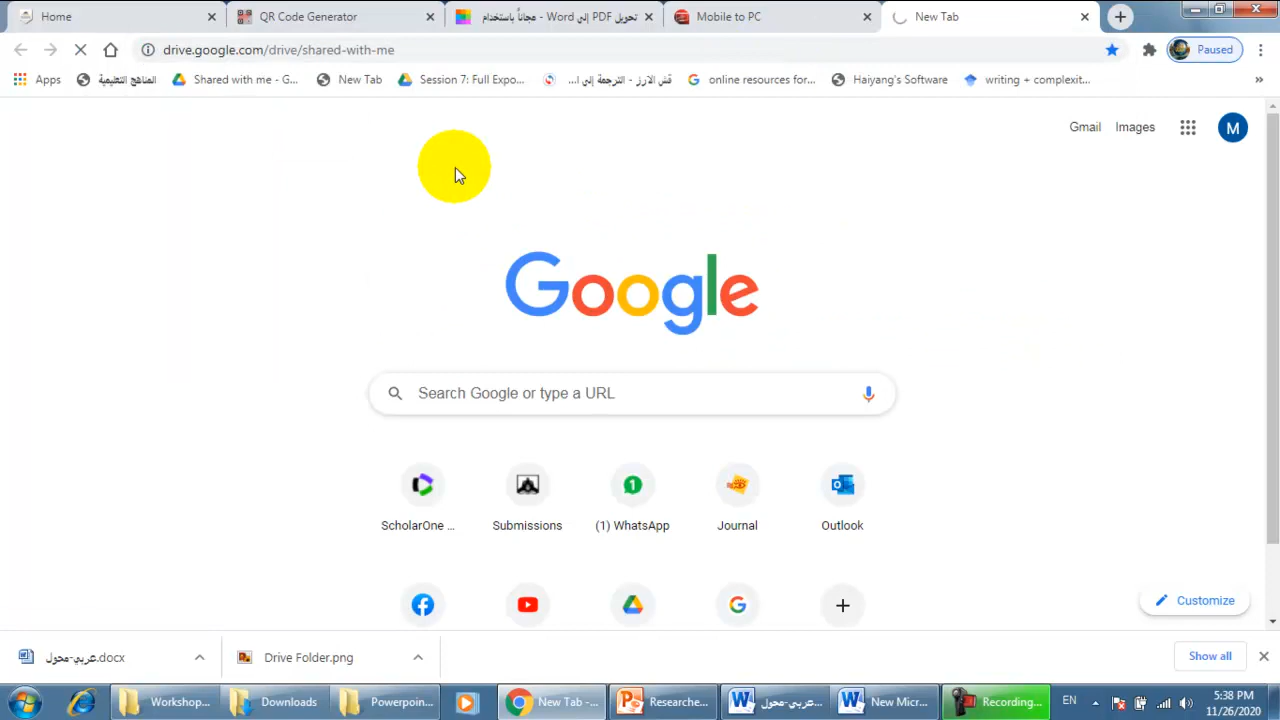 Home
QR Code Generator
تحويل PDF إلى Word - مجاناً باستخدام
Mobile to PC
New Tab
drive.google.com/drive/shared-with-me
Paused
Apps
المناهج التعليمية
Shared with me - G...
New Tab
Session 7: Full Expo...
قش الارز - الترجمة إلى ا...
online resources for...
Haiyang's Software
writing + complexit...
»
Gmail
Images
M
Google
Search Google or type a URL
ScholarOne ...
Submissions
(1) WhatsApp
Journal
Outlook
Customize
عربي-محول.docx
Drive Folder.png
Show all
Workshop...
Downloads
Powerpoin...
New Tab -...
Researche...
عربي-محول...
New Micr...
Recording...
EN
5:38 PM
11/26/2020